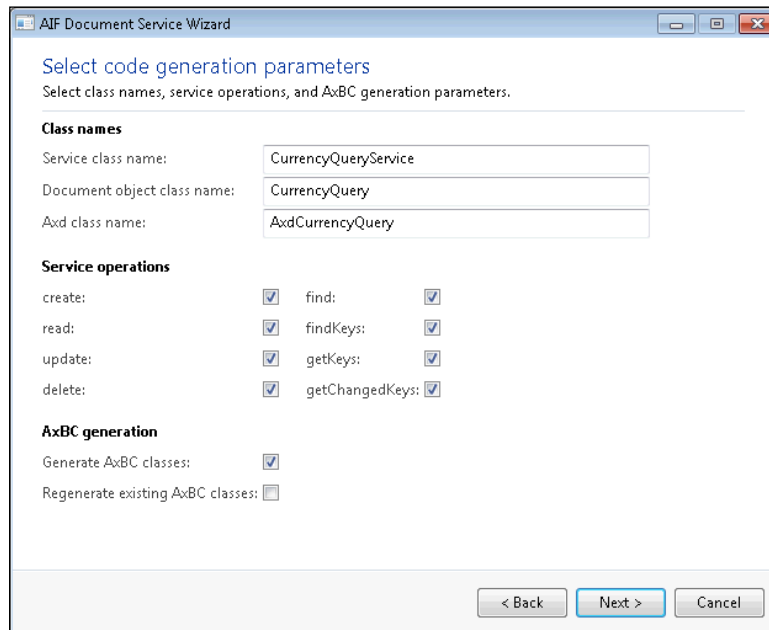 AIF Document Service Wizard
Select code generation parameters
Select class names, service operations, and AxBC generation parameters.
Class names
Service class name: CurrencyQueryService
Document object class name: CurrencyQuery
Axd class name: AxdCurrencyQuery
Service operations
create: find:
read: findKeys:
update: getKeys:
delete: getChangedKeys:
AxBC generation
Generate AxBC classes:
Regenerate existing AxBC classes:
< Back Next > Cancel